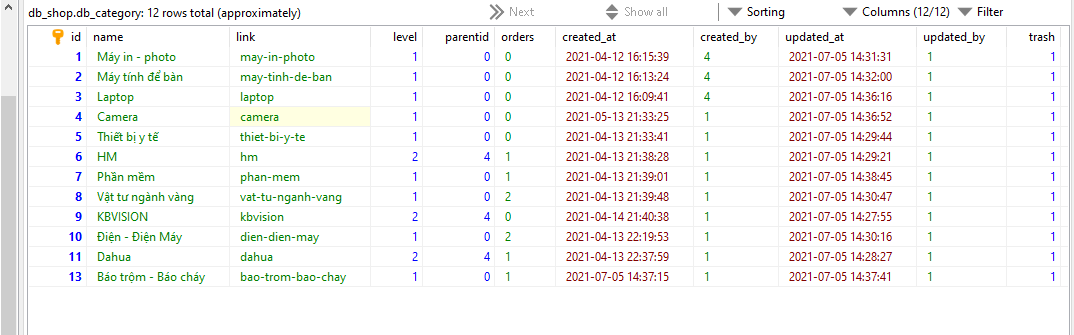 db_shop.db_category: 12 rows total (approximately) Next Show all Sorting Columns (12/12) Filter
id name link level parentid orders created_at created_by updated_at updated_by trash
1 Máy in - photo may-in-photo 1 0 0 2021-04-12 16:15:39 4 2021-07-05 14:31:31 1 1
2 Máy tính để bàn may-tinh-de-ban 1 0 0 2021-04-12 16:13:24 4 2021-07-05 14:32:00 1 1
3 Laptop laptop 1 0 0 2021-04-12 16:09:41 4 2021-07-05 14:36:16 1 1
4 Camera camera 1 0 0 2021-05-13 21:33:25 1 2021-07-05 14:36:52 1 1
5 Thiết bị y tế thiet-bi-y-te 1 0 0 2021-04-13 21:33:41 1 2021-07-05 14:29:44 1 1
6 HM hm 2 4 1 2021-04-13 21:38:28 1 2021-07-05 14:29:21 1 1
7 Phần mềm phan-mem 1 0 1 2021-04-13 21:39:01 1 2021-07-05 14:38:45 1 1
8 Vật tư ngành vàng vat-tu-nganh-vang 1 0 2 2021-04-13 21:39:48 1 2021-07-05 14:30:47 1 1
9 KBVISION kbvision 2 4 0 2021-04-14 21:40:38 1 2021-07-05 14:27:55 1 1
10 Điện - Điện Máy dien-dien-may 1 0 2 2021-04-13 22:19:53 1 2021-07-05 14:30:16 1 1
11 Dahua dahua 2 4 1 2021-04-13 22:37:59 1 2021-07-05 14:28:27 1 1
13 Báo trộm - Báo cháy bao-trom-bao-chay 1 0 1 2021-07-05 14:37:15 1 2021-07-05 14:37:41 1 1